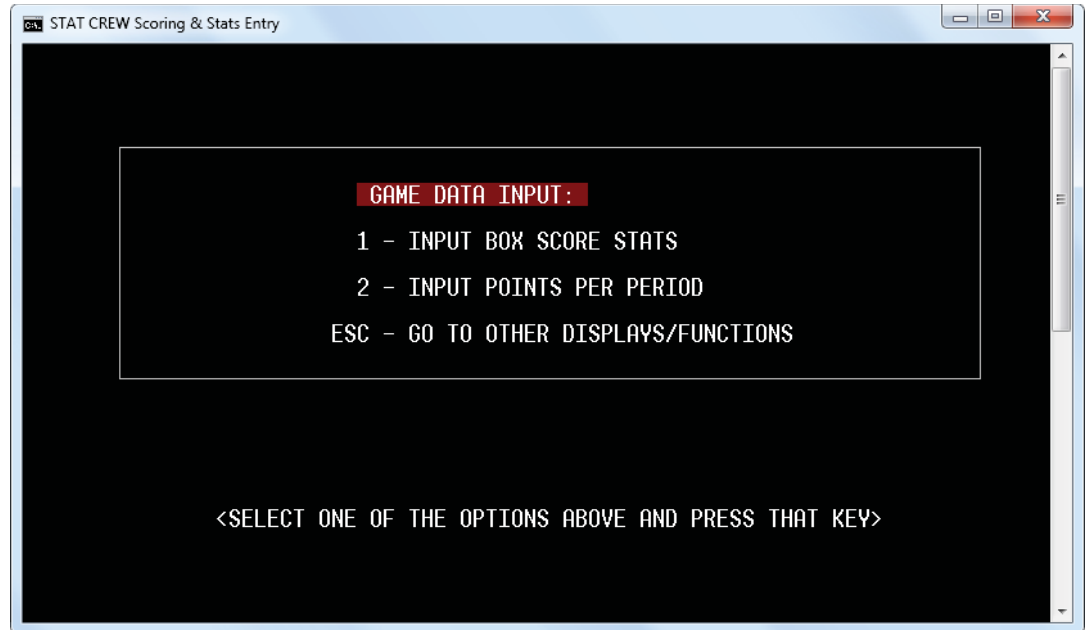 STAT CREW Scoring & Stats Entry
GAME DATA INPUT:
1 - INPUT BOX SCORE STATS
2 - INPUT POINTS PER PERIOD
ESC - GO TO OTHER DISPLAYS/FUNCTIONS
<SELECT ONE OF THE OPTIONS ABOVE AND PRESS THAT KEY>